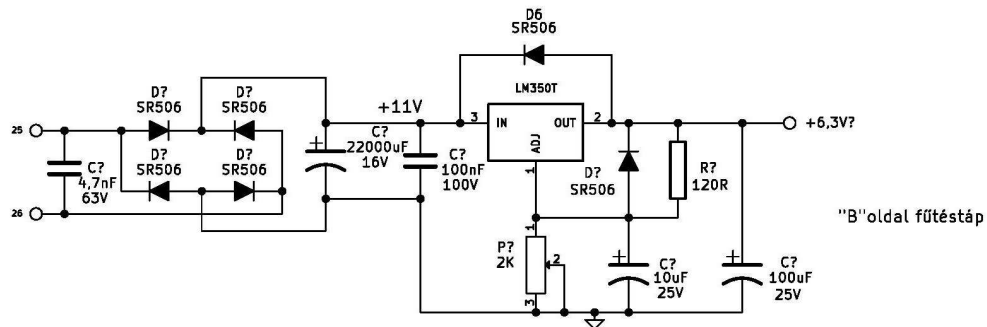 D6
SR506
LM350T
D?
SR506
D?
SR506
+11V
3
IN
OUT
2
+6,3V?
25
ADJ
C?
22000uF
16V
D?
SR506
D?
SR506
C?
100nF
100V
1
D?
SR506
R?
120R
C?
4,7nF
63V
26
"B"oldal fűtéstáp
1
P?
2K
2
3
C?
10uF
25V
C?
100uF
25V